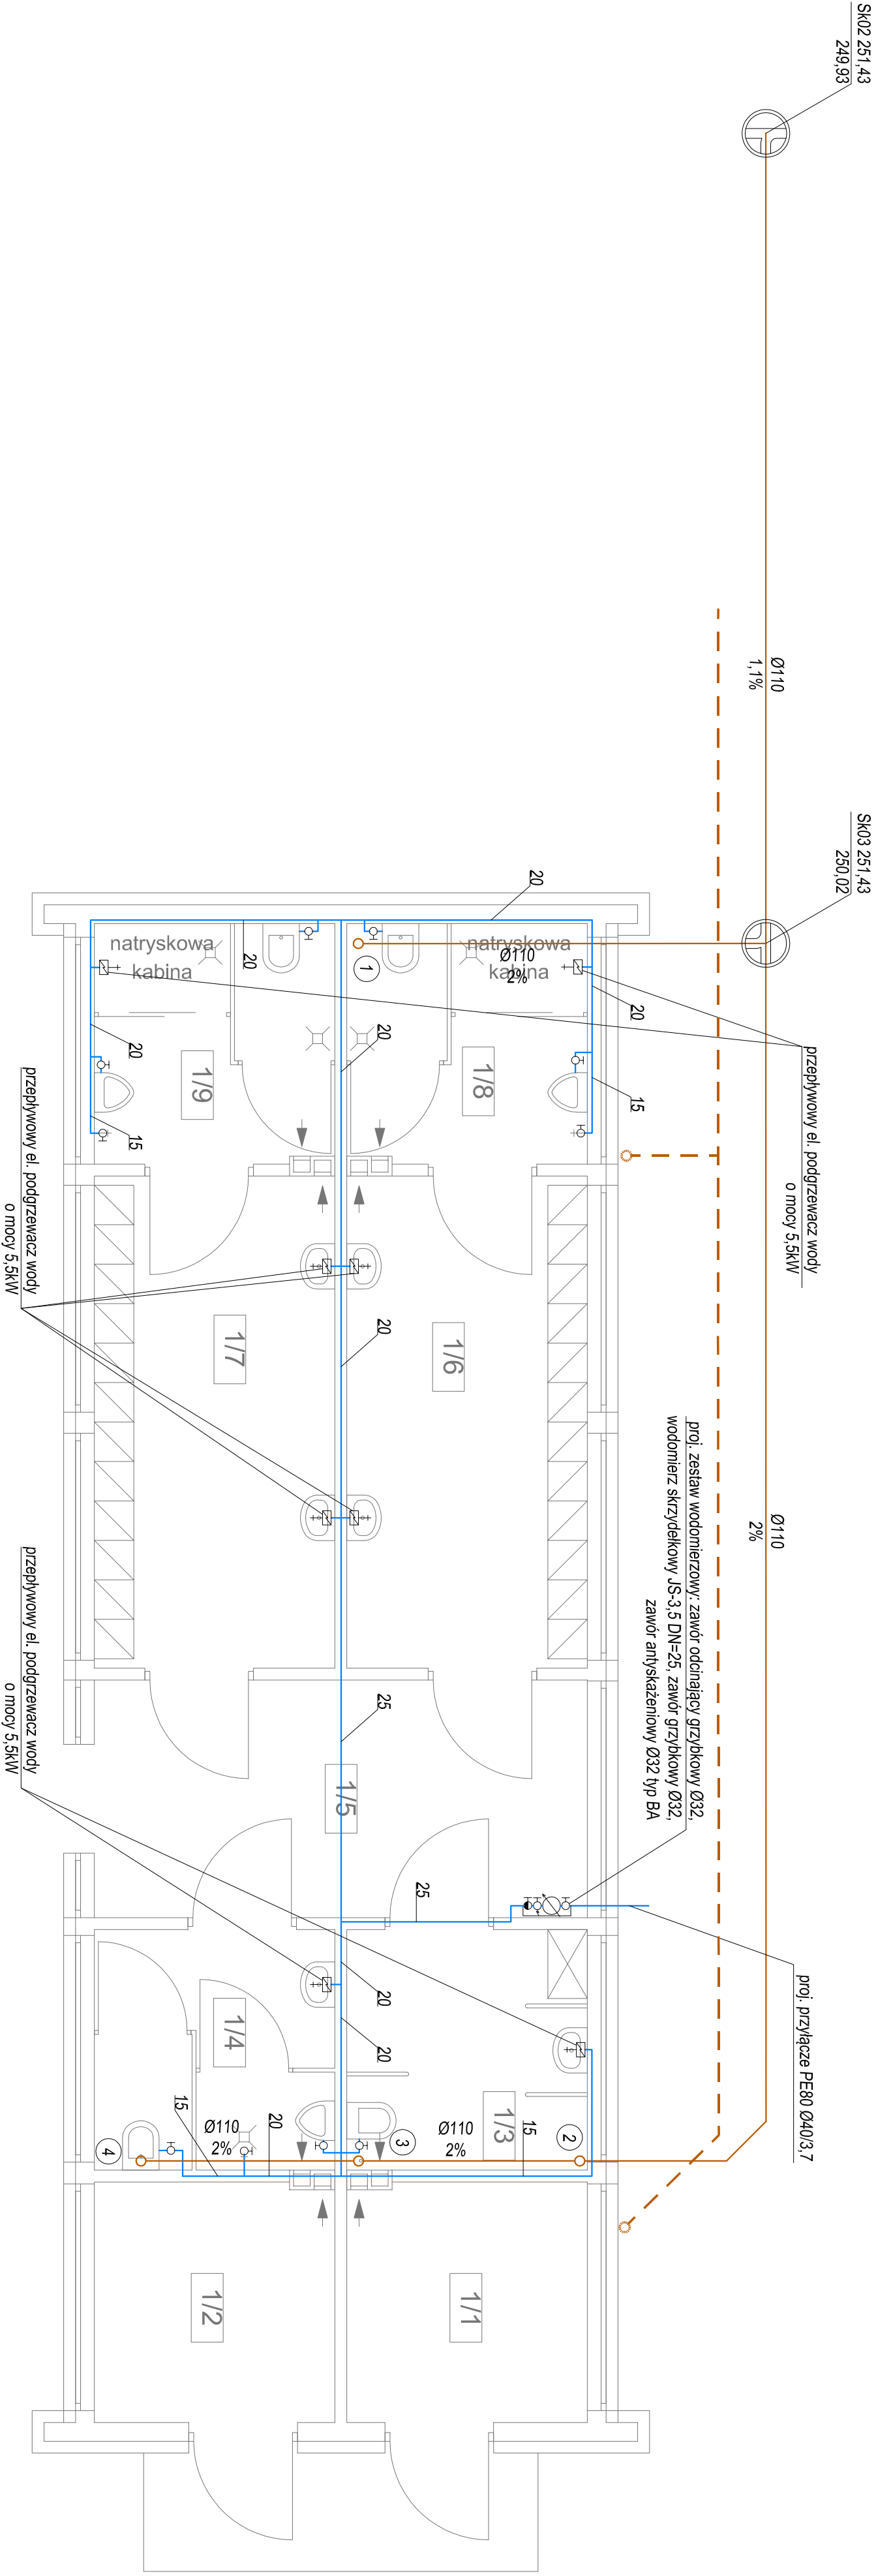 Sk02 251,43
249,93
Ø110
1,1%
Sk03 251,43
250,02
przepływowy el. podgrzewacz wody
o mocy 5,5kW
Ø110
2%
proj. zestaw wodomierzowy: zawór odcinający grzybkowy Ø32,
wodomierz skrzydełkowy JS-3,5 DN=25, zawór grzybkowy Ø32,
zawór antyskażeniowy Ø32 typ BA
proj. przyłącze PE80 Ø40/3,7
20
natryskowa
kabina
20
natryskowa
kabina
Ø110
2%
1
20
20
20
15
15
20
1/9
1/8
przepływowy el. podgrzewacz wody
o mocy 5,5kW
1/7
1/6
20
25
1/5
25
przepływowy el. podgrzewacz wody
o mocy 5,5kW
20
20
1/4
1/3
15
Ø110
2%
20
Ø110
2%
15
2
3
4
1/2
1/1